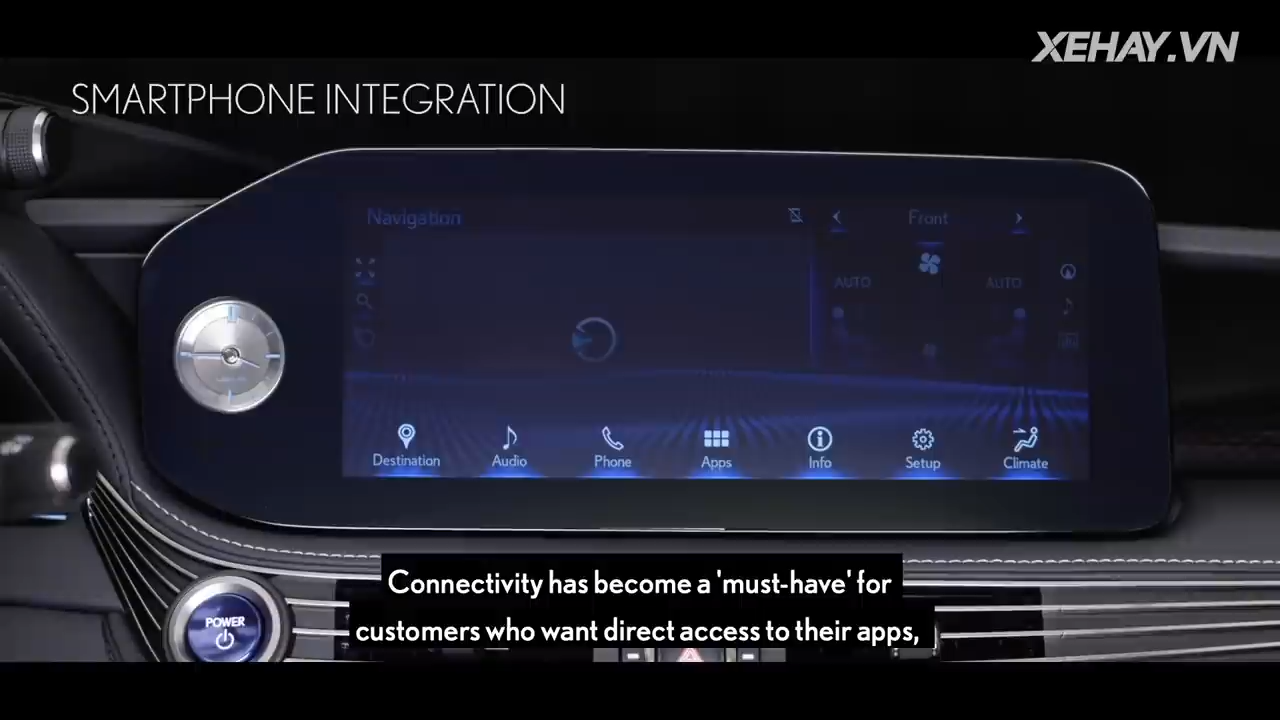 XEHAY.VN
SMARTPHONE INTEGRATION
Navigation
Front
AUTO
AUTO
Destination
Audio
Phone
Apps
Info
Setup
Climate
POWER
Connectivity has become a 'must-have' for
customers who want direct access to their apps,